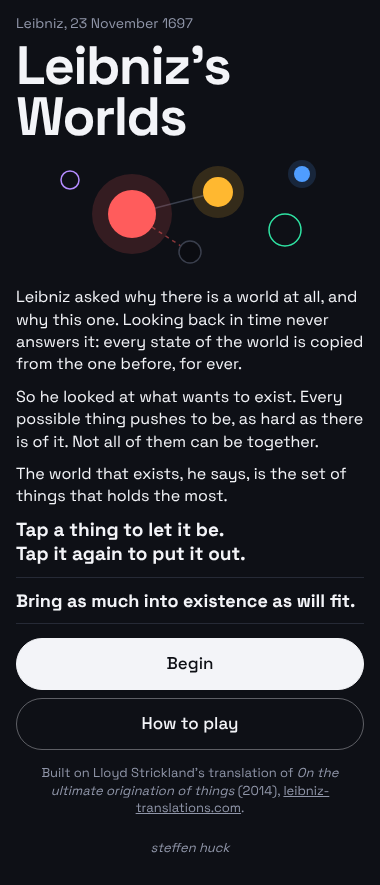 Leibniz, 23 November 1697
Leibniz’s
Worlds
Leibniz asked why there is a world at all, and
why this one. Looking back in time never
answers it: every state of the world is copied
from the one before, for ever.
So he looked at what wants to exist. Every
possible thing pushes to be, as hard as there
is of it. Not all of them can be together.
The world that exists, he says, is the set of
things that holds the most.
Tap a thing to let it be.
Tap it again to put it out.
Bring as much into existence as will fit.
Begin
How to play
Built on Lloyd Strickland’s translation of On the
ultimate origination of things (2014), leibniz-
translations.com.
steffen huck